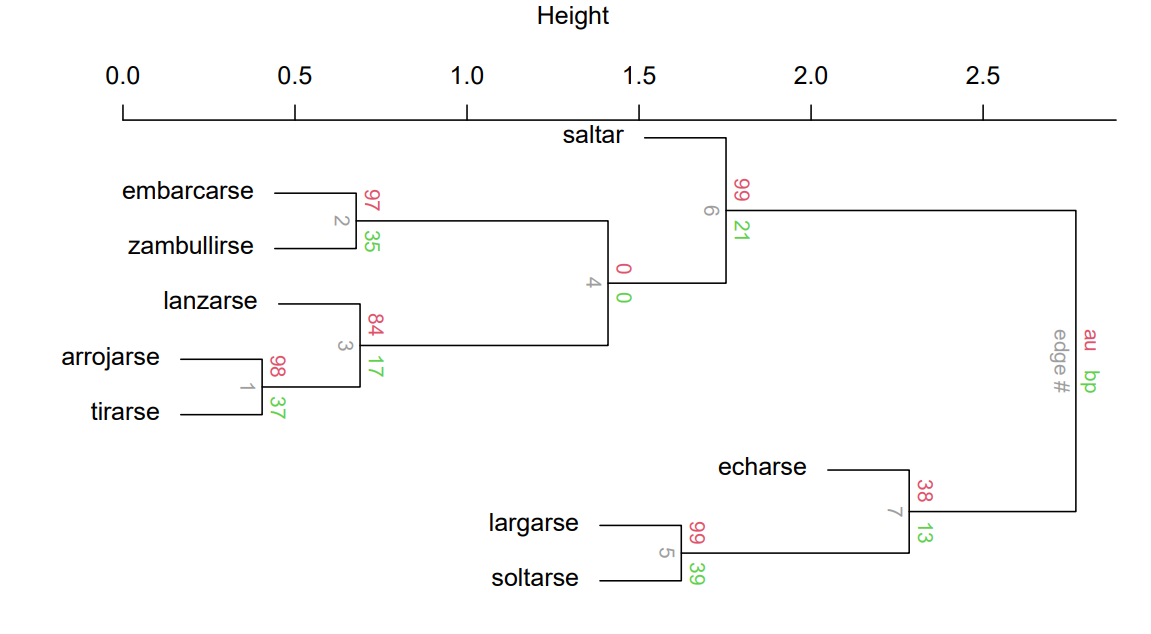 Height
0.0 0.5 1.0 1.5 2.0 2.5
saltar
99
6
21
embarcarse
97
2
35
zambullirse
0
4
0
lanzarse
84
3
17
arrojarse
98
1
37
tirarse
au bp
edge #
echarse
38
7
13
largarse
99
5
39
soltarse